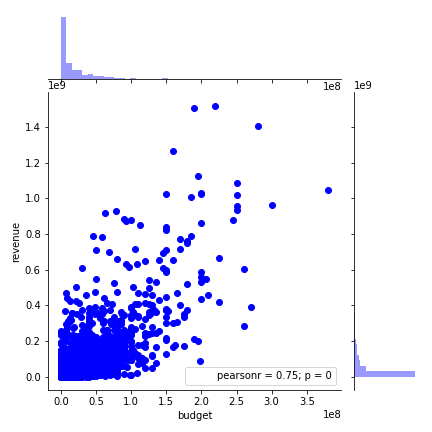 1e9 1e8 1e9
1.4
1.2
1.0
0.8
0.6
0.4
0.2
0.0
revenue
pearsonr = 0.75; p = 0
0.0 0.5 1.0 1.5 2.0 2.5 3.0 3.5
budget
1e8